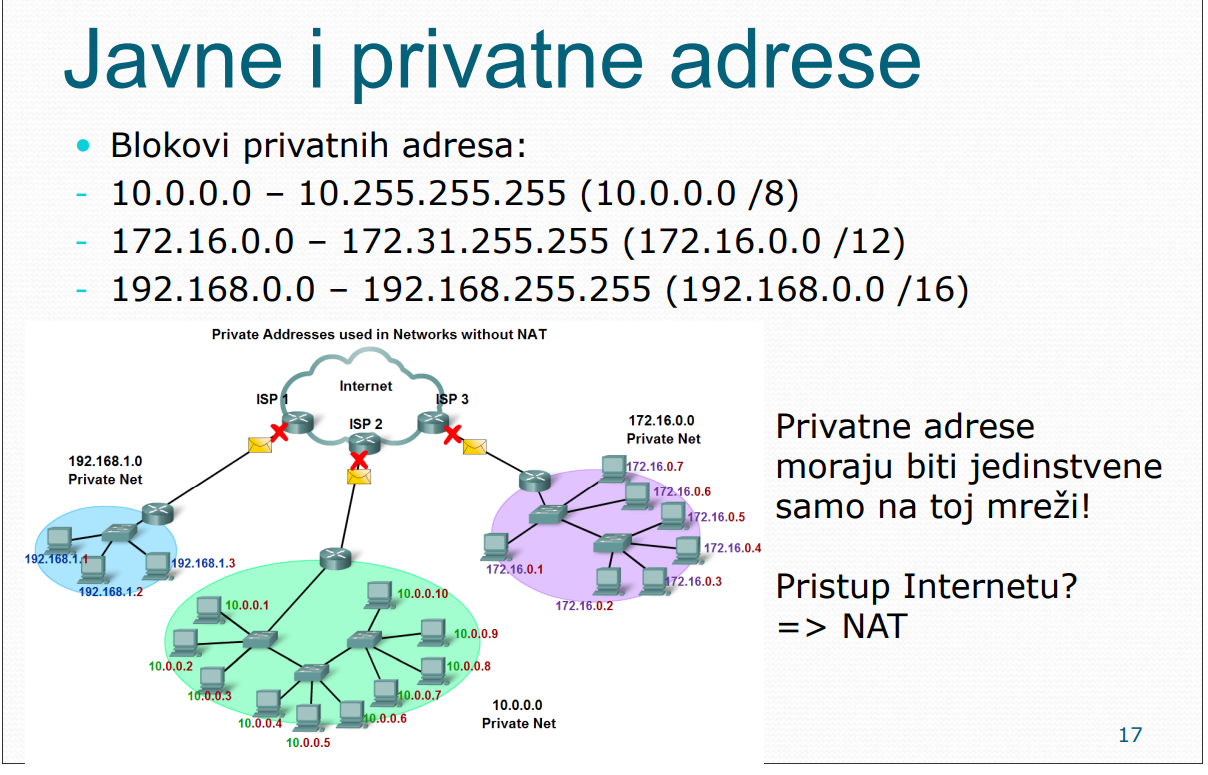 Javne i privatne adrese
• Blokovi privatnih adresa:
- 10.0.0.0 – 10.255.255.255 (10.0.0.0 /8)
- 172.16.0.0 – 172.31.255.255 (172.16.0.0 /12)
- 192.168.0.0 – 192.168.255.255 (192.168.0.0 /16)
Private Addresses used in Networks without NAT
Internet
ISP 1
ISP 2
ISP 3
192.168.1.0
Private Net
192.168.1.1
192.168.1.2
192.168.1.3
172.16.0.0
Private Net
172.16.0.7
172.16.0.6
172.16.0.5
172.16.0.4
172.16.0.3
172.16.0.2
172.16.0.1
10.0.0.1
10.0.0.2
10.0.0.3
10.0.0.4
10.0.0.5
10.0.0.6
10.0.0.7
10.0.0.8
10.0.0.9
10.0.0.10
10.0.0.0
Private Net
Privatne adrese
moraju biti jedinstvene
samo na toj mreži!
Pristup Internetu?
=> NAT
17